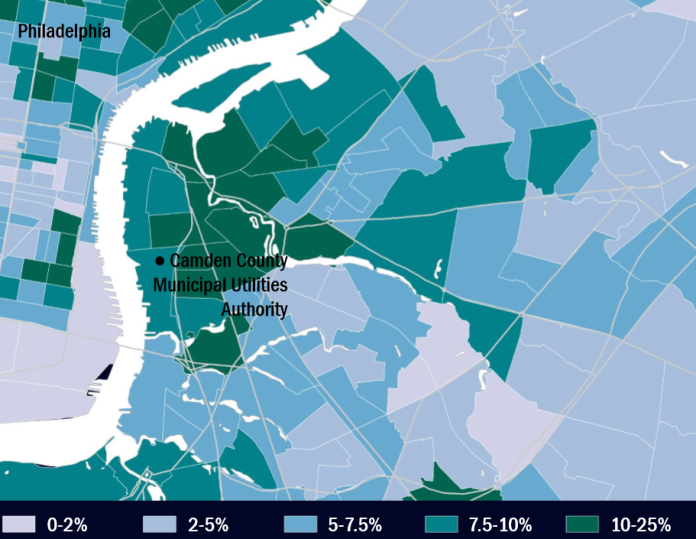 Philadelphia
Camden County
Municipal Utilities
Authority
0-2%
2-5%
5-7.5%
7.5-10%
10-25%